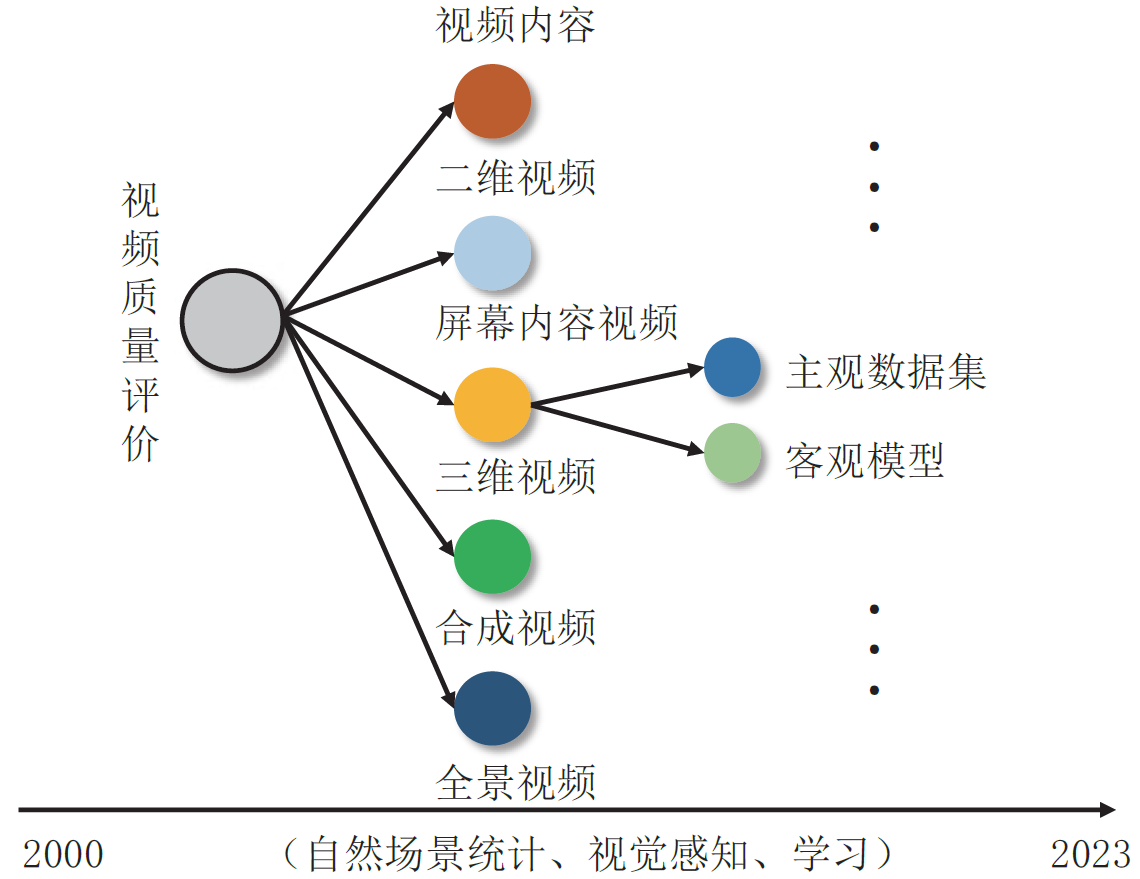 视频内容
视频质量评价
二维视频
屏幕内容视频
三维视频
主观数据集
客观模型
合成视频
全景视频
2000 （自然场景统计、视觉感知、学习） 2023